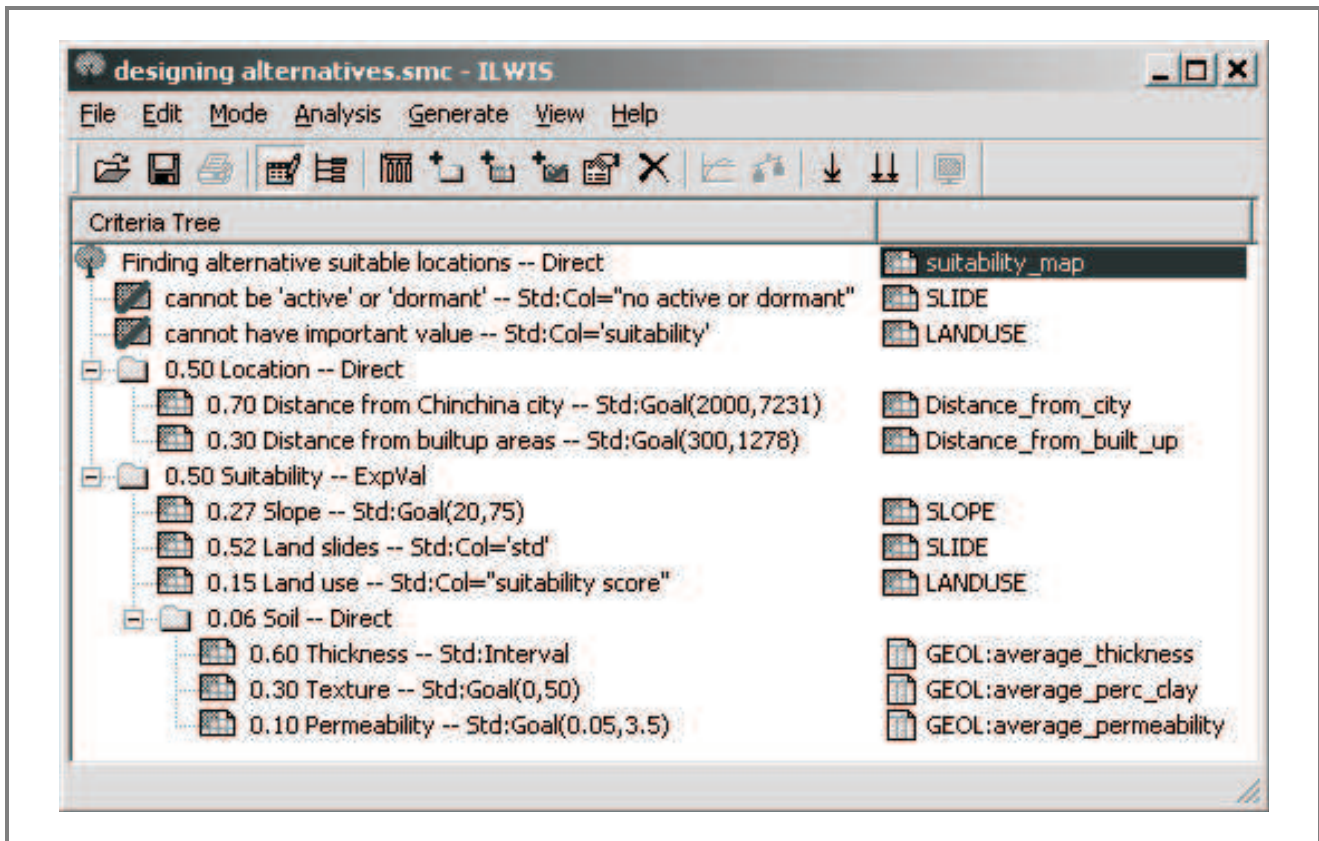 designing alternatives.smc - ILWIS
File Edit Mode Analysis Generate View Help
Criteria Tree
Finding alternative suitable locations -- Direct suitability_map
cannot be 'active' or 'dormant' -- Std:Col="no active or dormant" SLIDE
cannot have important value -- Std:Col='suitability' LANDUSE
0.50 Location -- Direct
0.70 Distance from Chinchina city -- Std:Goal(2000,7231) Distance_from_city
0.30 Distance from builtup areas -- Std:Goal(300,1278) Distance_from_built_up
0.50 Suitability -- ExpVal
0.27 Slope -- Std:Goal(20,75) SLOPE
0.52 Land slides -- Std:Col='std' SLIDE
0.15 Land use -- Std:Col="suitability score" LANDUSE
0.06 Soil -- Direct
0.60 Thickness -- Std:Interval GEOL:average_thickness
0.30 Texture -- Std:Goal(0,50) GEOL:average_perc_clay
0.10 Permeability -- Std:Goal(0.05,3.5) GEOL:average_permeability